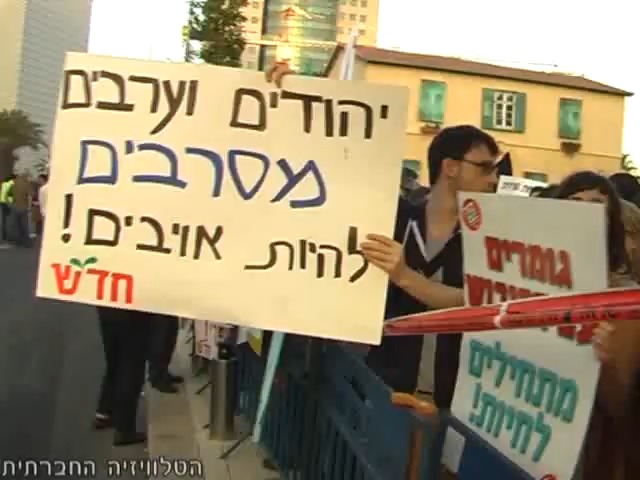 יהודים וערבים
מסרבים
להיות אויבים!
חד"ש
גומרים
מתחילים
לחיות!
הטלוויזיה החברתית